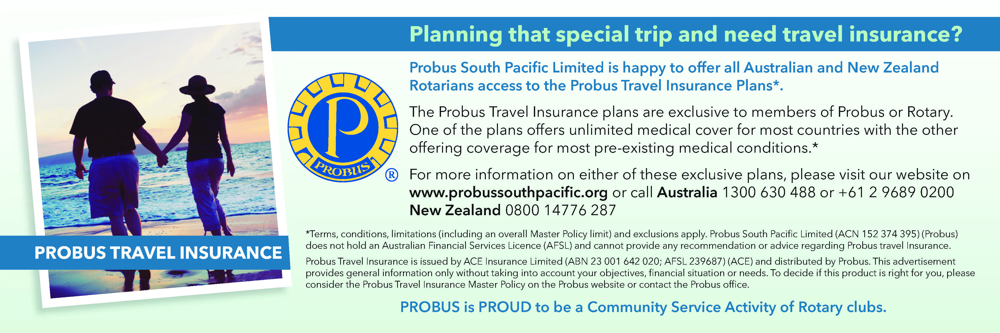 Planning that special trip and need travel insurance?
Probus South Pacific Limited is happy to offer all Australian and New Zealand
Rotarians access to the Probus Travel Insurance Plans*.
The Probus Travel Insurance plans are exclusive to members of Probus or Rotary.
One of the plans offers unlimited medical cover for most countries with the other
offering coverage for most pre-existing medical conditions.*
P
PROBUS
®
For more information on either of these exclusive plans, please visit our website on
www.probussouthpacific.org or call Australia 1300 630 488 or +61 2 9689 0200
New Zealand 0800 14776 287
PROBUS TRAVEL INSURANCE
*Terms, conditions, limitations (including an overall Master Policy limit) and exclusions apply. Probus South Pacific Limited (ACN 152 374 395) (Probus)
does not hold an Australian Financial Services Licence (AFSL) and cannot provide any recommendation or advice regarding Probus travel Insurance.
Probus Travel Insurance is issued by ACE Insurance Limited (ABN 23 001 642 020; AFSL 239687) (ACE) and distributed by Probus. This advertisement
provides general information only without taking into account your objectives, financial situation or needs. To decide if this product is right for you, please
consider the Probus Travel Insurance Master Policy on the Probus website or contact the Probus office.
PROBUS is PROUD to be a Community Service Activity of Rotary clubs.